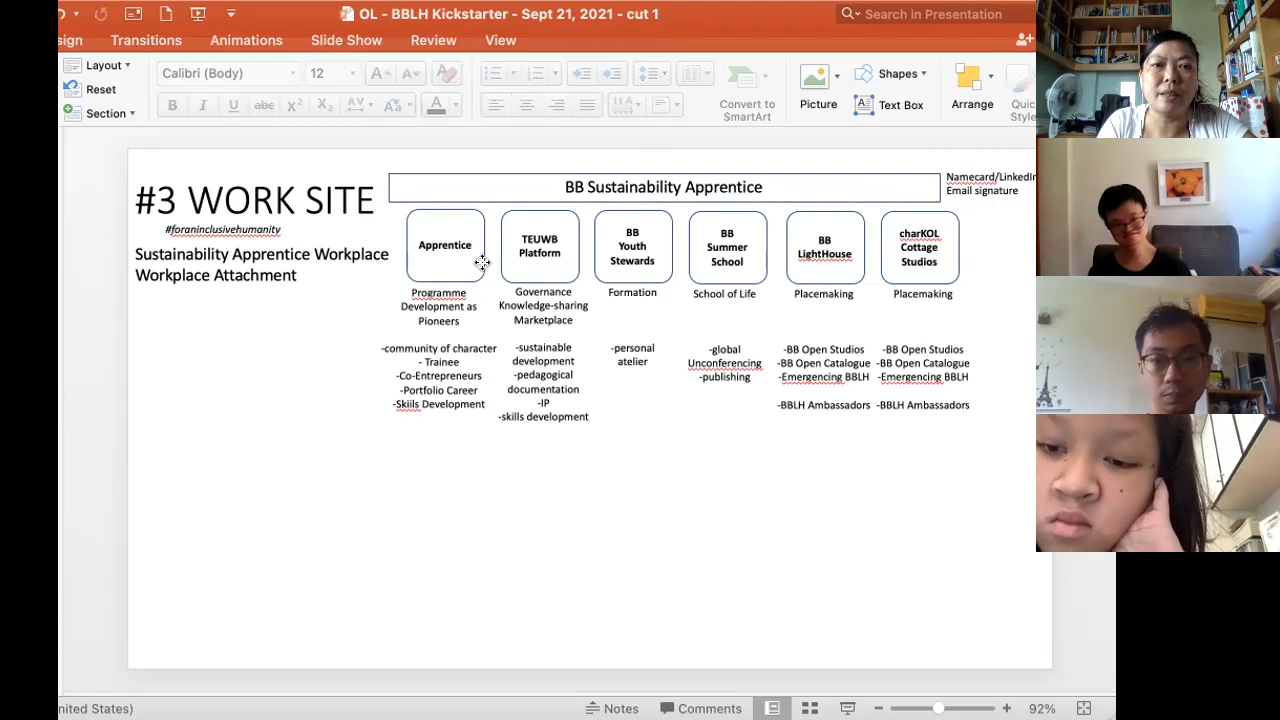 OL - BBLH Kickstarter - Sept 21, 2021 - cut 1
Search in Presentation
sign Transitions Animations Slide Show Review View
Layout
Reset
Section
Calibri (Body) 12
Convert to
SmartArt
Picture
Shapes
Text Box
Arrange
Quic
Style
#3 WORK SITE
#foraninclusivehumanity
Sustainability Apprentice Workplace
Workplace Attachment
BB Sustainability Apprentice
Namecard/LinkedIn
Email signature
Apprentice
Programme
Development as
Pioneers
-community of character
- Trainee
-Co-Entrepreneurs
-Portfolio Career
-Skiils Development
TEUWB
Platform
Governance
Knowledge-sharing
Marketplace
-sustainable
development
-pedagogical
documentation
-IP
-skills development
BB
Youth
Stewards
Formation
-personal
atelier
BB
Summer
School
School of Life
-global
Unconferencing
-publishing
BB
LightHouse
Placemaking
-BB Open Studios
-BB Open Catalogue
-Emergencing BBLH
-BBLH Ambassadors
charKOL
Cottage
Studios
Placemaking
-BB Open Studios
-BB Open Catalogue
-Emergencing BBLH
-BBLH Ambassadors
nited States)
Notes
Comments
92%